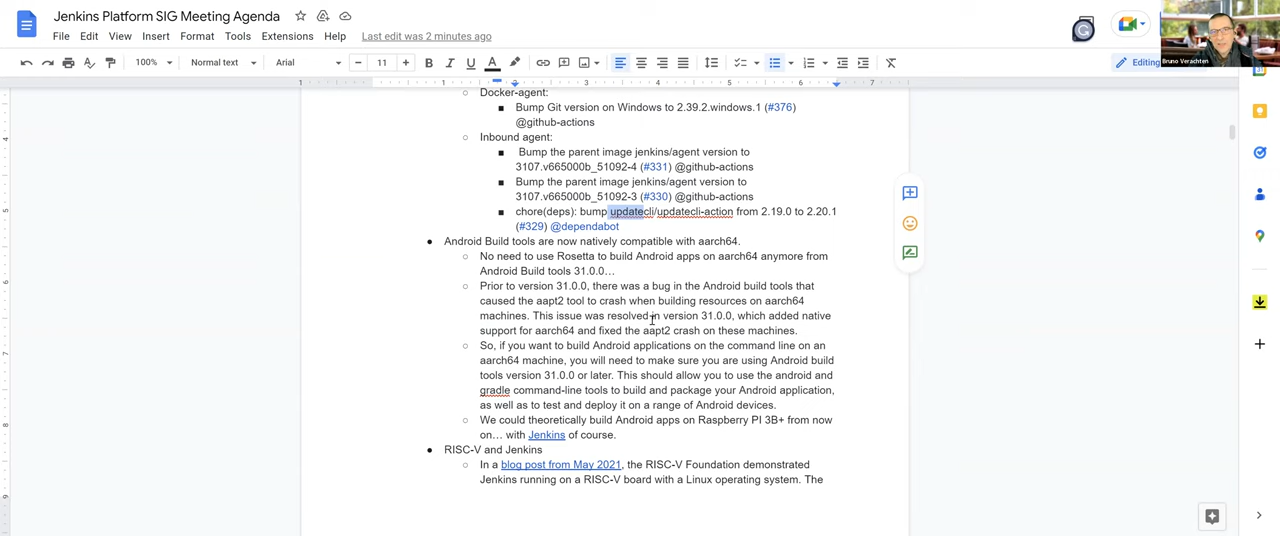 Jenkins Platform SIG Meeting Agenda
File Edit View Insert Format Tools Extensions Help Last edit was 2 minutes ago
100% Normal text Arial 11 Editing
Bruno Verachten
1 1 2 3 4 5 6 7
Docker-agent:
Bump Git version on Windows to 2.39.2.windows.1 (#376)
@github-actions
Inbound agent:
Bump the parent image jenkins/agent version to
3107.v665000b_51092-4 (#331) @github-actions
Bump the parent image jenkins/agent version to
3107.v665000b_51092-3 (#330) @github-actions
chore(deps): bump updatecli/updatecli-action from 2.19.0 to 2.20.1
(#329) @dependabot
Android Build tools are now natively compatible with aarch64.
No need to use Rosetta to build Android apps on aarch64 anymore from
Android Build tools 31.0.0…
Prior to version 31.0.0, there was a bug in the Android build tools that
caused the aapt2 tool to crash when building resources on aarch64
machines. This issue was resolved in version 31.0.0, which added native
support for aarch64 and fixed the aapt2 crash on these machines.
So, if you want to build Android applications on the command line on an
aarch64 machine, you will need to make sure you are using Android build
tools version 31.0.0 or later. This should allow you to use the android and
gradle command-line tools to build and package your Android application,
as well as to test and deploy it on a range of Android devices.
We could theoretically build Android apps on Raspberry PI 3B+ from now
on… with Jenkins of course.
RISC-V and Jenkins
In a blog post from May 2021, the RISC-V Foundation demonstrated
Jenkins running on a RISC-V board with a Linux operating system. The